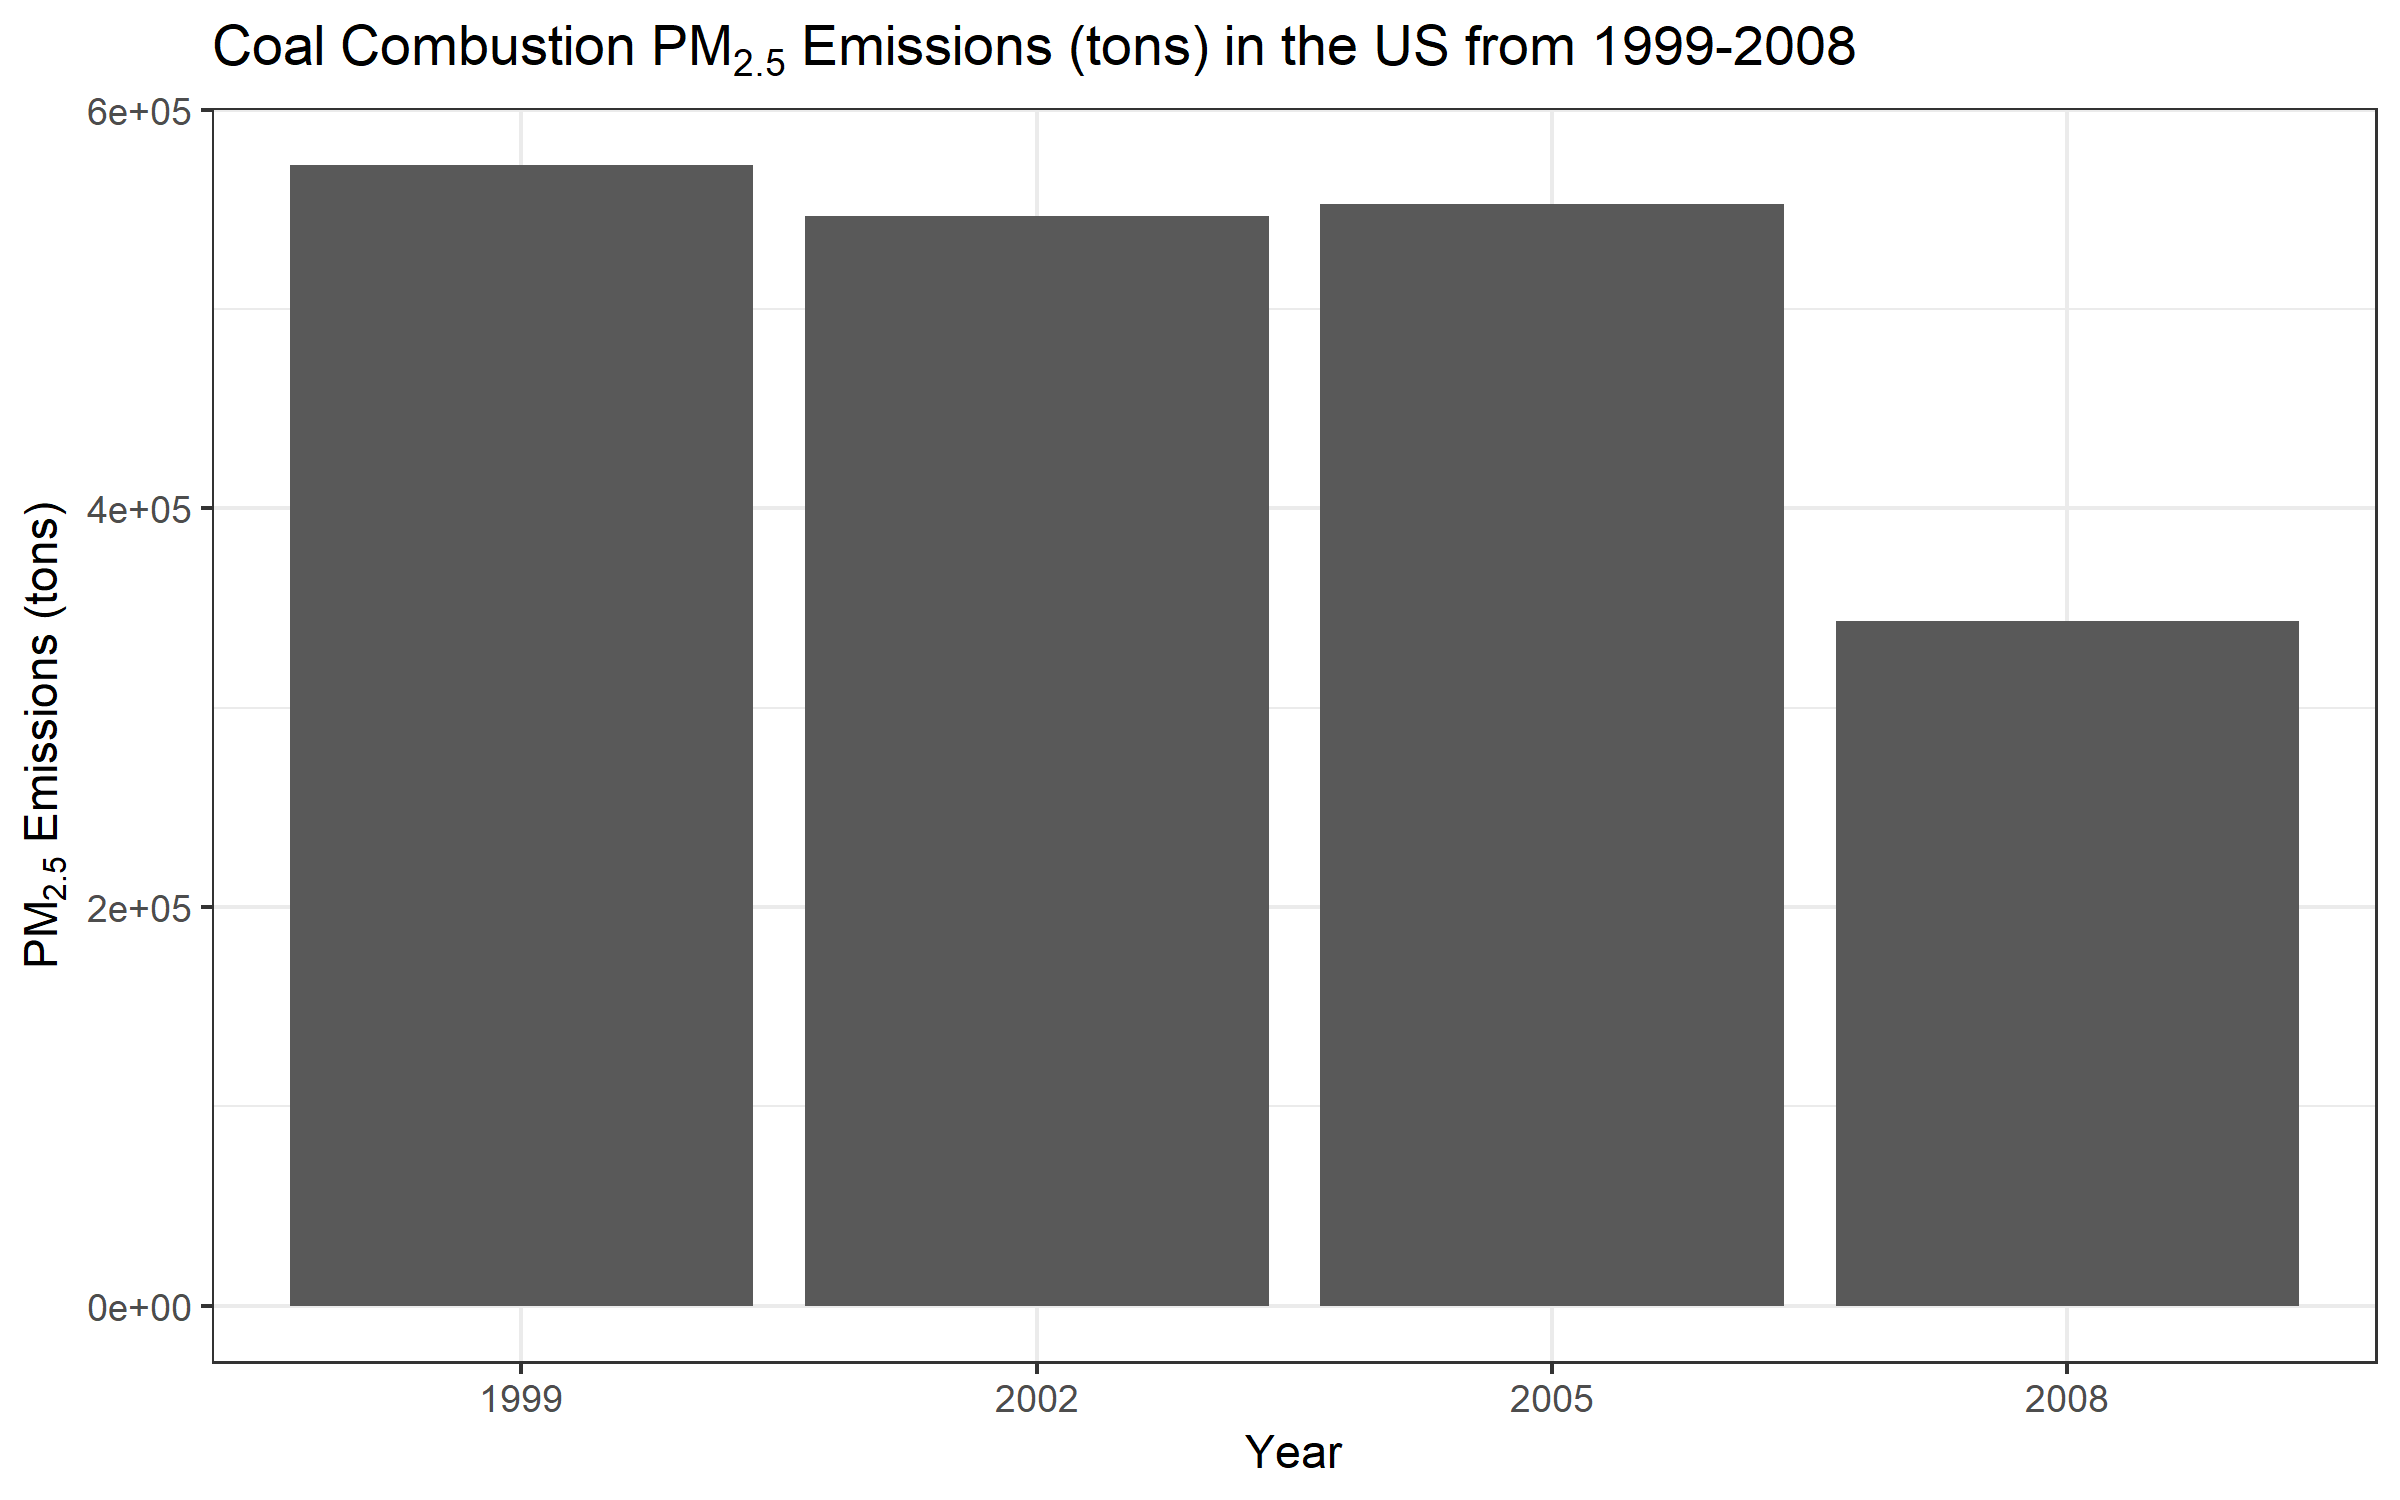 Coal Combustion PM2.5 Emissions (tons) in the US from 1999-2008
PM2.5 Emissions (tons)
6e+05
4e+05
2e+05
0e+00
1999 2002 2005 2008
Year